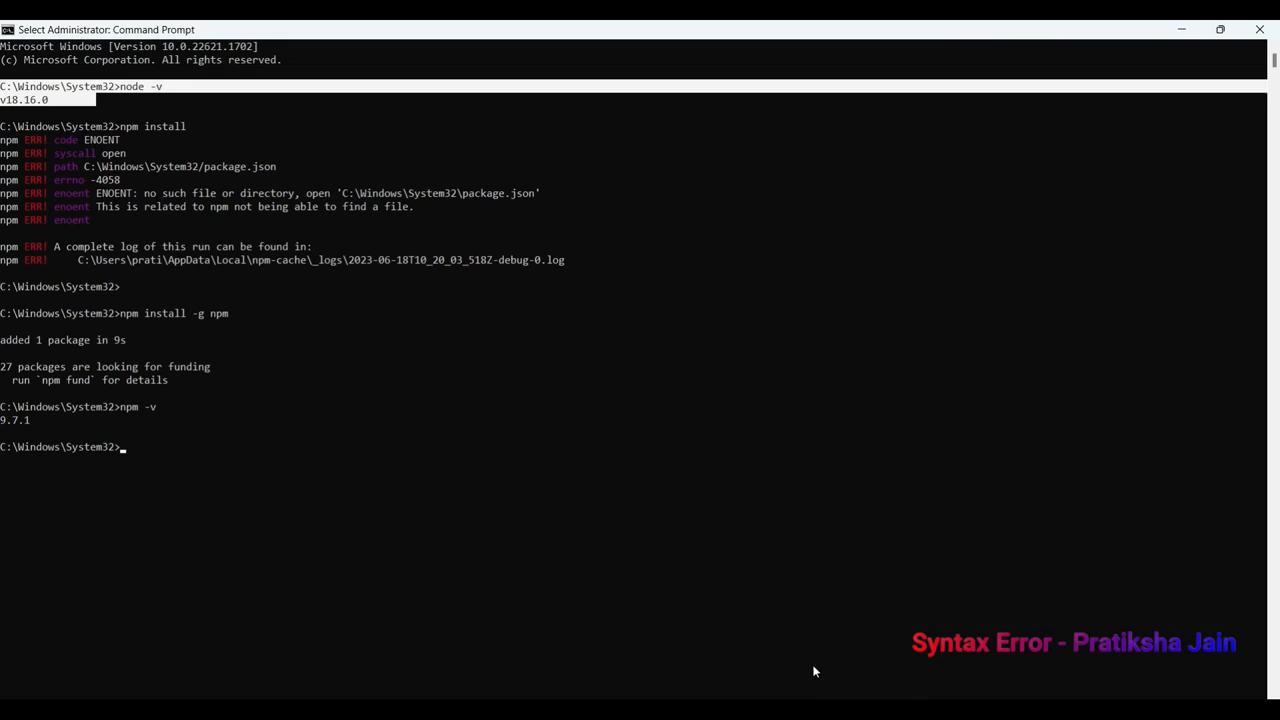 Select Administrator: Command Prompt
Microsoft Windows [Version 10.0.22621.1702]
(c) Microsoft Corporation. All rights reserved.
C:\Windows\System32>node -v
v18.16.0
C:\Windows\System32>npm install
npm ERR! code ENOENT
npm ERR! syscall open
npm ERR! path C:\Windows\System32/package.json
npm ERR! errno -4058
npm ERR! enoent ENOENT: no such file or directory, open 'C:\Windows\System32\package.json'
npm ERR! enoent This is related to npm not being able to find a file.
npm ERR! enoent
npm ERR! A complete log of this run can be found in:
npm ERR!     C:\Users\prati\AppData\Local\npm-cache\_logs\2023-06-18T10_20_03_518Z-debug-0.log
C:\Windows\System32>
C:\Windows\System32>npm install -g npm
added 1 package in 9s
27 packages are looking for funding
  run `npm fund` for details
C:\Windows\System32>npm -v
9.7.1
C:\Windows\System32>
Syntax Error - Pratiksha Jain